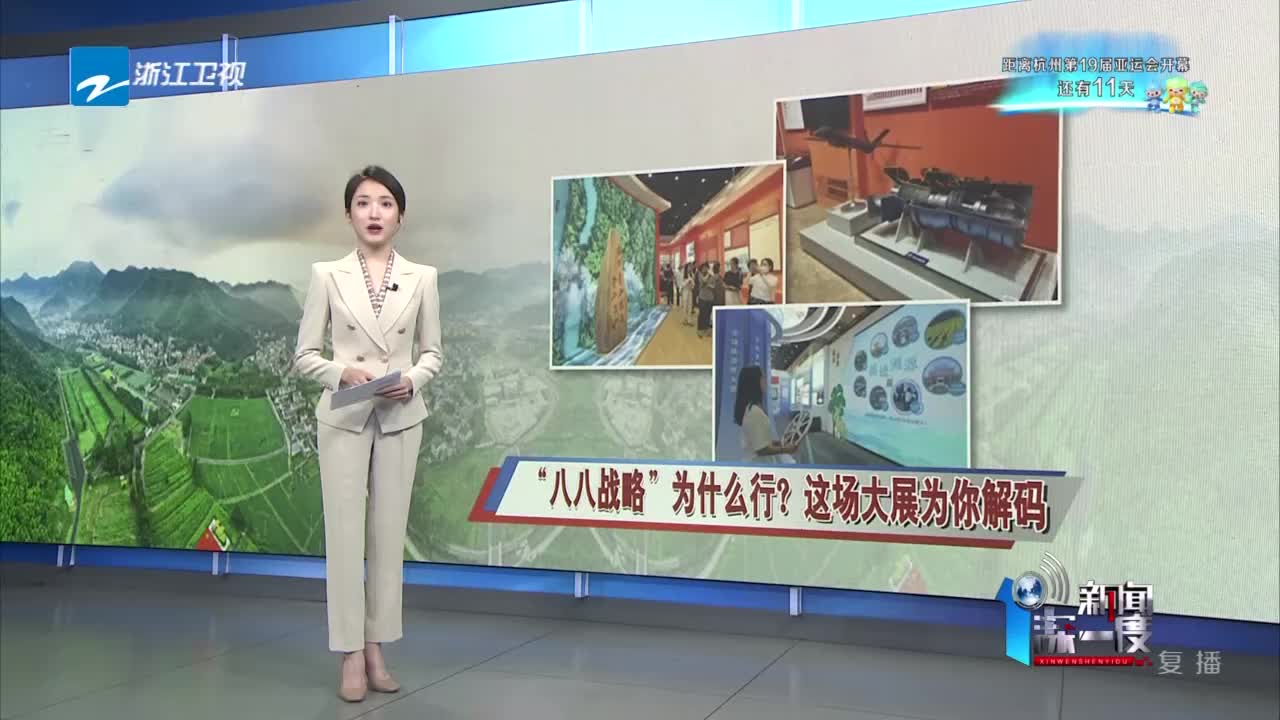 浙江卫视
距离杭州第19届亚运会开幕
还有11天
“八八战略”为什么行？这场大展为你解码
新闻
深一度
XINWENSHENYIDU
复播